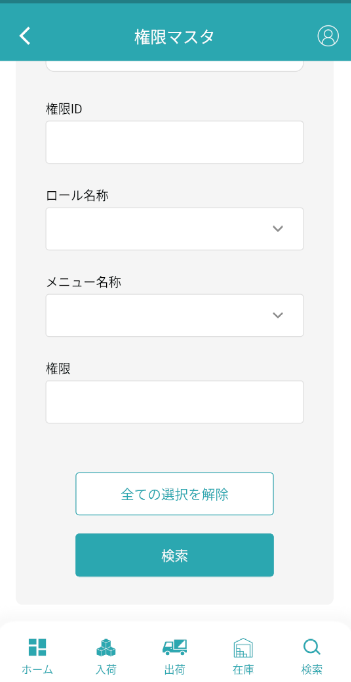 権限マスタ
権限ID
ロール名称
メニュー名称
権限
全ての選択を解除
検索
ホーム
入荷
出荷
在庫
検索